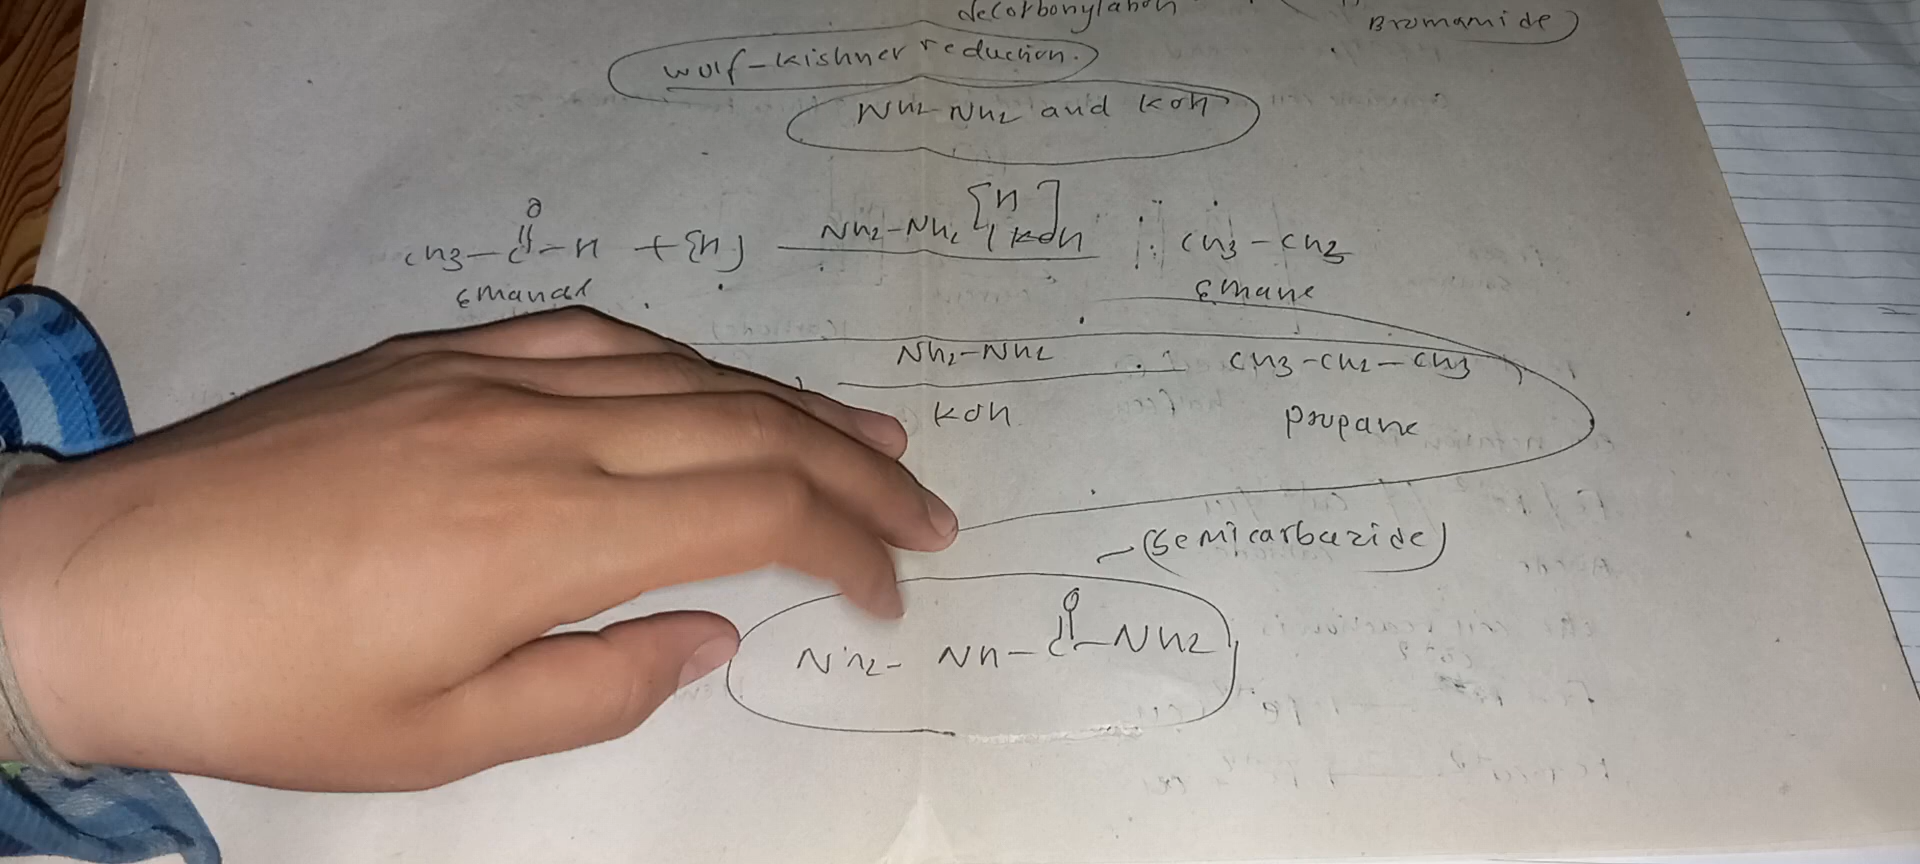 decarbonylation
Bromamide)
wolf-kishner reduction.
NH2-NH2 and KOH
O
CH3-C-H + [H] NH2-NH2 [H] / KOH CH3-CH3
Ethanal Ethane
NH2-NH2 CH3-CH2-CH3
KOH propane
(semicarbazide)
O
NH2-NH-C-NH2